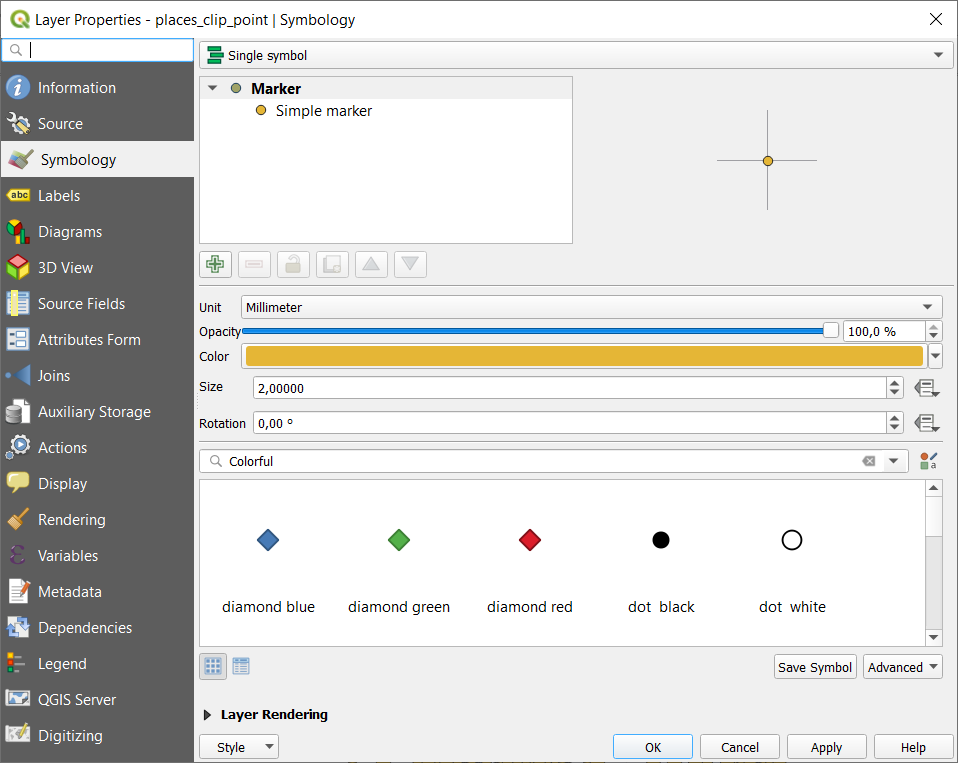 Layer Properties - places_clip_point | Symbology
Information
Source
Symbology
abc Labels
Diagrams
3D View
Source Fields
Attributes Form
Joins
Auxiliary Storage
Actions
Display
Rendering
Variables
Metadata
Dependencies
Legend
QGIS Server
Digitizing
Single symbol
Marker
Simple marker
Unit Millimeter
Opacity 100,0 %
Color
Size 2,00000
Rotation 0,00 °
Colorful
diamond blue diamond green diamond red dot black dot white
Save Symbol Advanced
Layer Rendering
Style OK Cancel Apply Help